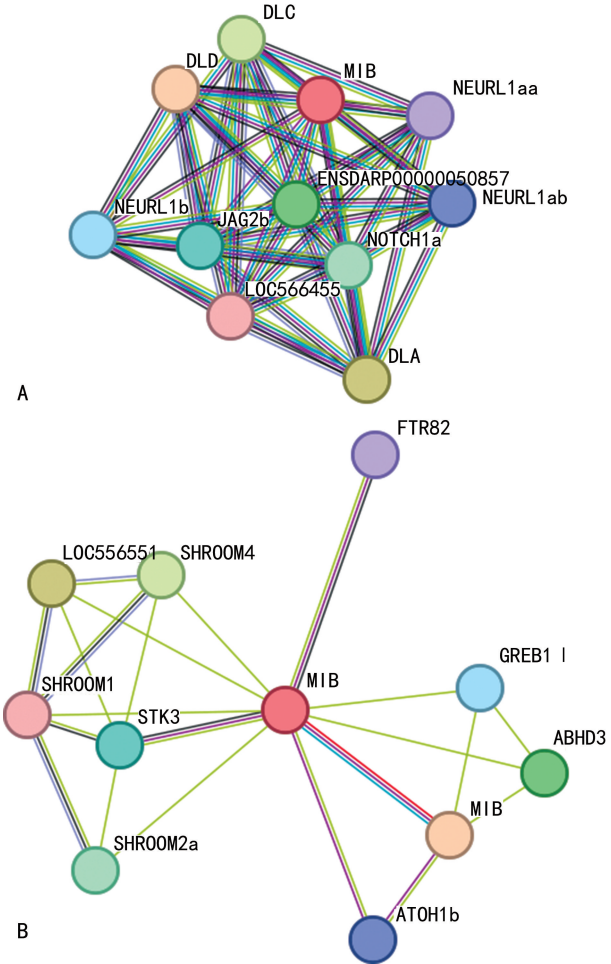 DLC
DLD
MIB
NEURL1aa
ENSDARP00000050857
NEURL1ab
NEURL1b
JAG2b
NOTCH1a
LOC566455
DLA
A
FTR82
LOC556551
SHROOM4
GREB1 l
SHROOM1
MIB
STK3
ABHD3
MIB
SHROOM2a
ATOH1b
B